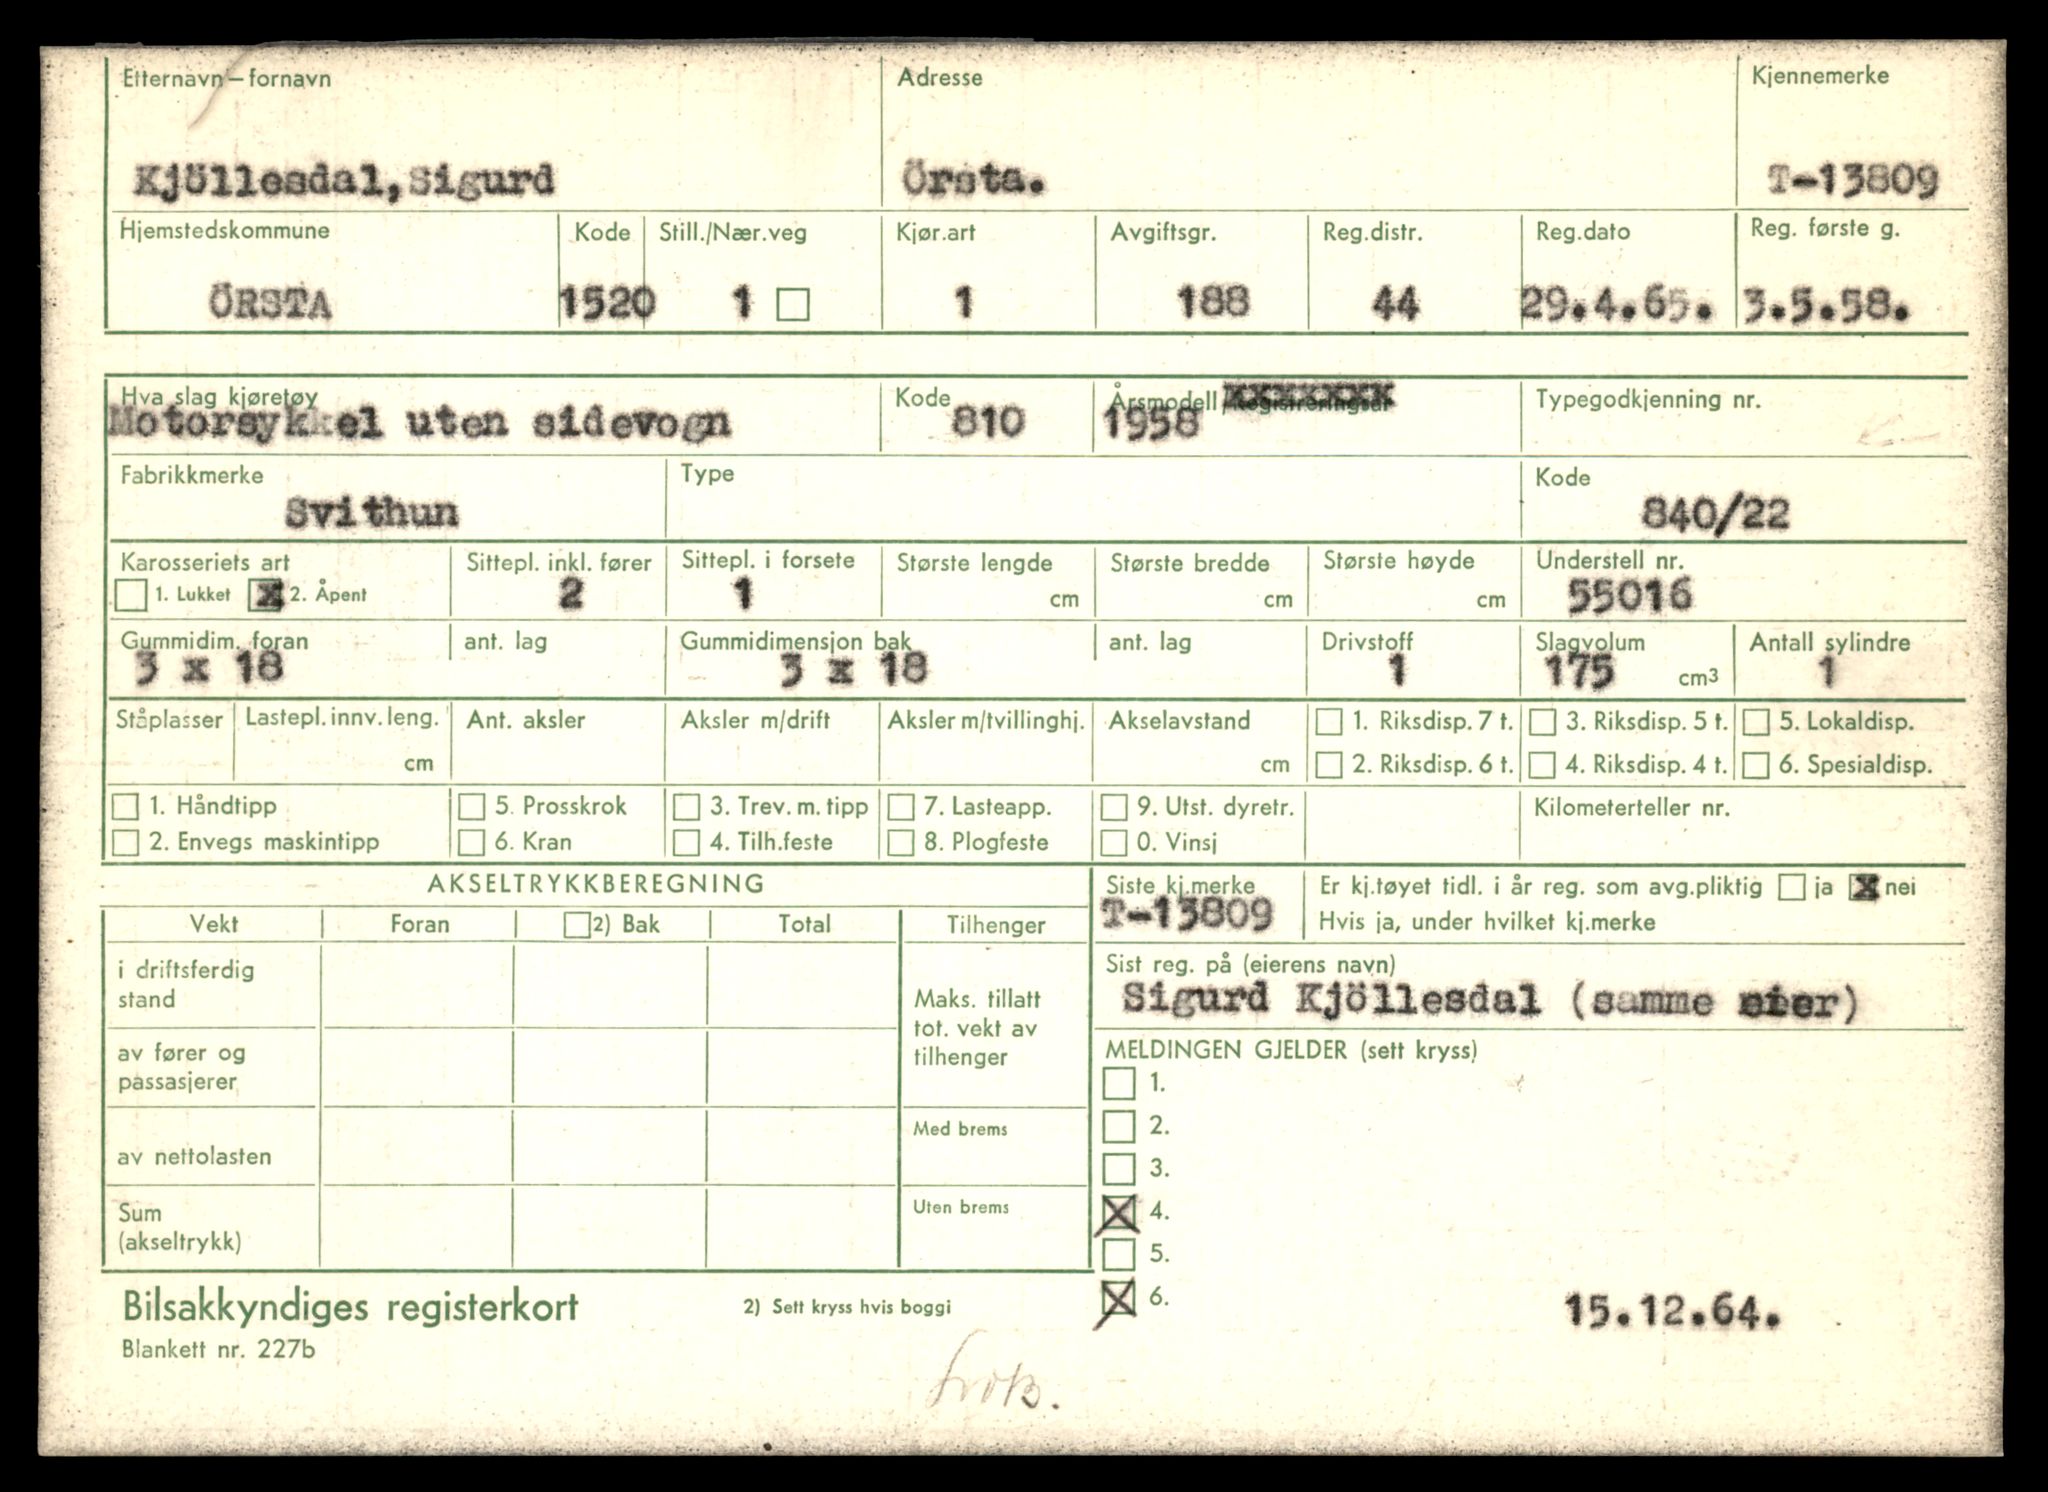 Etternavn – fornavn Adresse Kjennemerke
Kjöllesdal, Sigurd Örsta. T-13809
Hjemstedskommune Kode Still./Nær.veg Kjør.art Avgiftsgr. Reg.distr. Reg.dato Reg. første g.
ÖRSTA 1520 1 1 188 44 29.4.65. 3.5.58.
Hva slag kjøretøy Kode Årsmodell/Registreringsår Typegodkjenning nr.
Motorsykkel uten sidevogn 810 1958
Fabrikkmerke Type Kode
Svithun 840/22
Karosseriets art Sittepl. inkl. fører Sittepl. i forsete Største lengde Største bredde Største høyde Understell nr.
1. Lukket x 2. Åpent 2 1 cm cm cm 55016
Gummidim. foran ant. lag Gummidimensjon bak ant. lag Drivstoff Slagvolum Antall sylindre
3 x 18 3 x 18 1 175 cm3 1
Ståplasser Lastepl. innv. leng. Ant. aksler Aksler m/drift Aksler m/tvillinghj. Akselavstand 1. Riksdisp. 7 t. 3. Riksdisp. 5 t. 5. Lokaldisp.
cm cm 2. Riksdisp. 6 t. 4. Riksdisp. 4 t. 6. Spesialdisp.
1. Håndtipp 5. Prosskrok 3. Trev. m. tipp 7. Lasteapp. 9. Utst. dyretr. Kilometerteller nr.
2. Envegs maskintipp 6. Kran 4. Tilh.feste 8. Plogfeste 0. Vinsj
AKSELTRYKKBEREGNING Siste kj.merke Er kj.tøyet tidl. i år reg. som avg.pliktig ja x nei
T-13809 Hvis ja, under hvilket kj.merke
Vekt Foran 2) Bak Total Tilhenger
Sist reg. på (eierens navn)
Sigurd Kjöllesdal (samme eier)
i driftsferdig
stand
Maks. tillatt
tot. vekt av
tilhenger
av fører og
passasjerer
av nettolasten Med brems
Sum
(akseltrykk) Uten brems
MELDINGEN GJELDER (sett kryss)
1.
2.
3.
X 4.
5.
X 6.
15.12.64.
Bilsakkyndiges registerkort 2) Sett kryss hvis boggi
Blankett nr. 227b